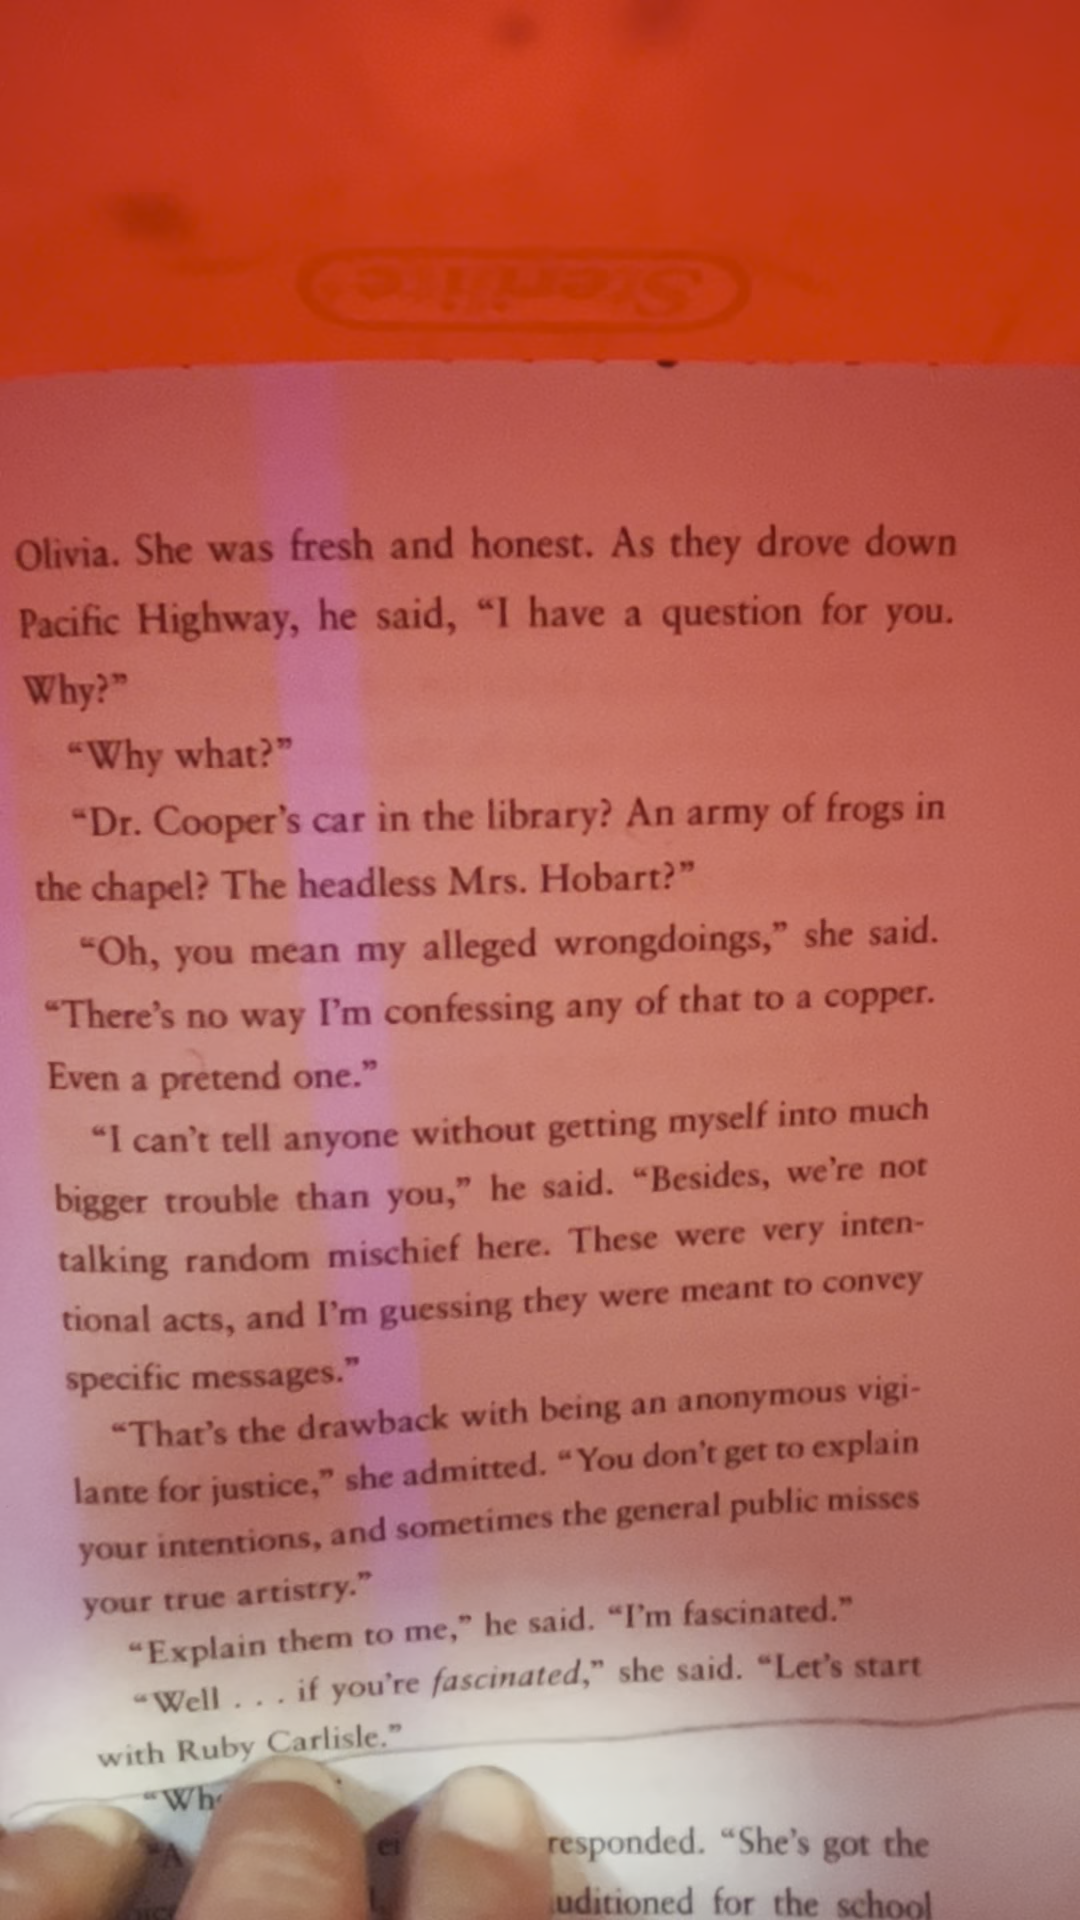 Sterilite
Olivia. She was fresh and honest. As they drove down
Pacific Highway, he said, “I have a question for you.
Why?”
“Why what?”
“Dr. Cooper’s car in the library? An army of frogs in
the chapel? The headless Mrs. Hobart?”
“Oh, you mean my alleged wrongdoings,” she said.
“There’s no way I’m confessing any of that to a copper.
Even a pretend one.”
“I can’t tell anyone without getting myself into much
bigger trouble than you,” he said. “Besides, we’re not
talking random mischief here. These were very inten-
tional acts, and I’m guessing they were meant to convey
specific messages.”
“That’s the drawback with being an anonymous vigi-
lante for justice,” she admitted. “You don’t get to explain
your intentions, and sometimes the general public misses
your true artistry.”
“Explain them to me,” he said. “I’m fascinated.”
“Well . . . if you’re fascinated,” she said. “Let’s start
with Ruby Carlisle.”
responded. “She’s got the
for the school